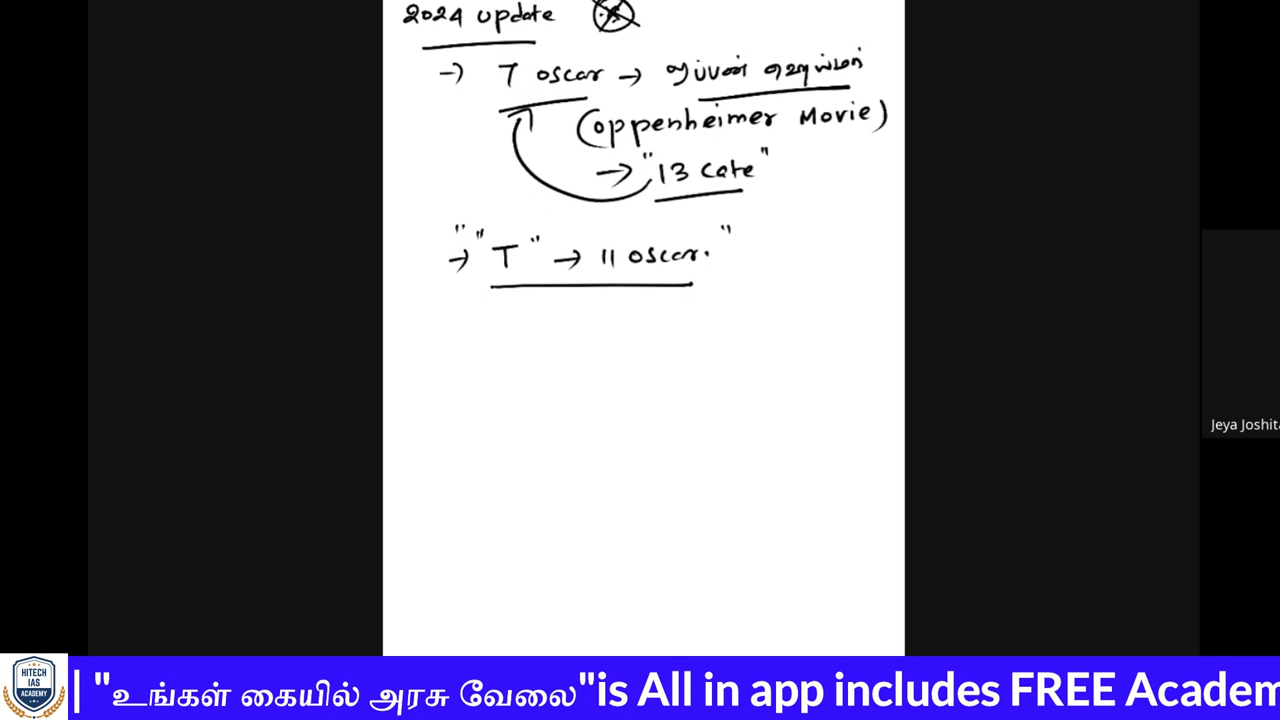 2024 update
→ 7 oscar → ஓப்பன் ஹெய்மர்
(Oppenheimer Movie)
→ "13 Cate"
"→ "T" → 11 oscar."
Jeya Joshita
HITECH
IAS
ACADEMY
| "உங்கள் கையில் அரசு வேலை"is All in app includes FREE Academ